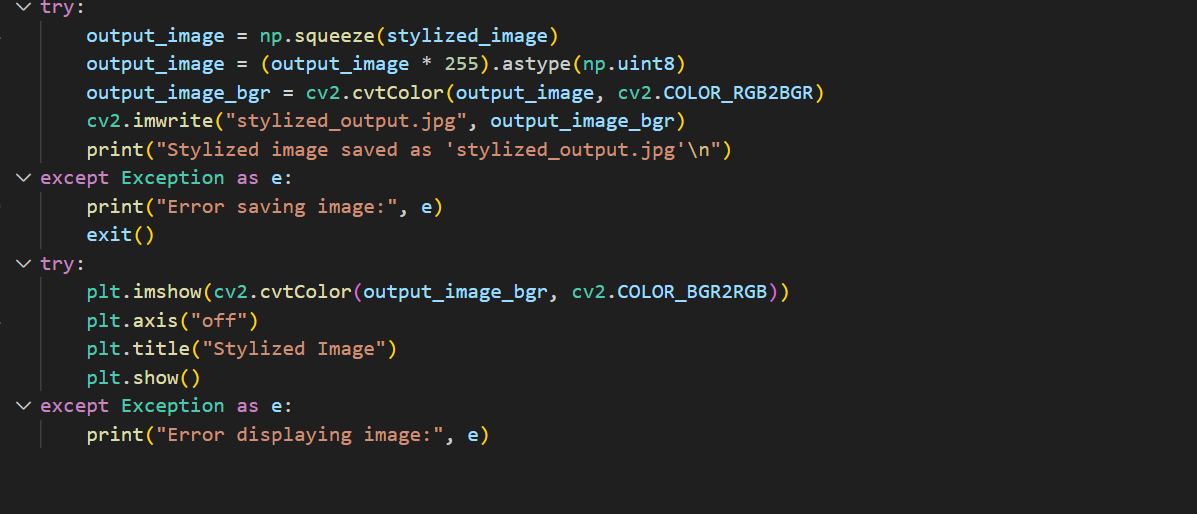 try:
    output_image = np.squeeze(stylized_image)
    output_image = (output_image * 255).astype(np.uint8)
    output_image_bgr = cv2.cvtColor(output_image, cv2.COLOR_RGB2BGR)
    cv2.imwrite("stylized_output.jpg", output_image_bgr)
    print("Stylized image saved as 'stylized_output.jpg'\n")
except Exception as e:
    print("Error saving image:", e)
    exit()
try:
    plt.imshow(cv2.cvtColor(output_image_bgr, cv2.COLOR_BGR2RGB))
    plt.axis("off")
    plt.title("Stylized Image")
    plt.show()
except Exception as e:
    print("Error displaying image:", e)